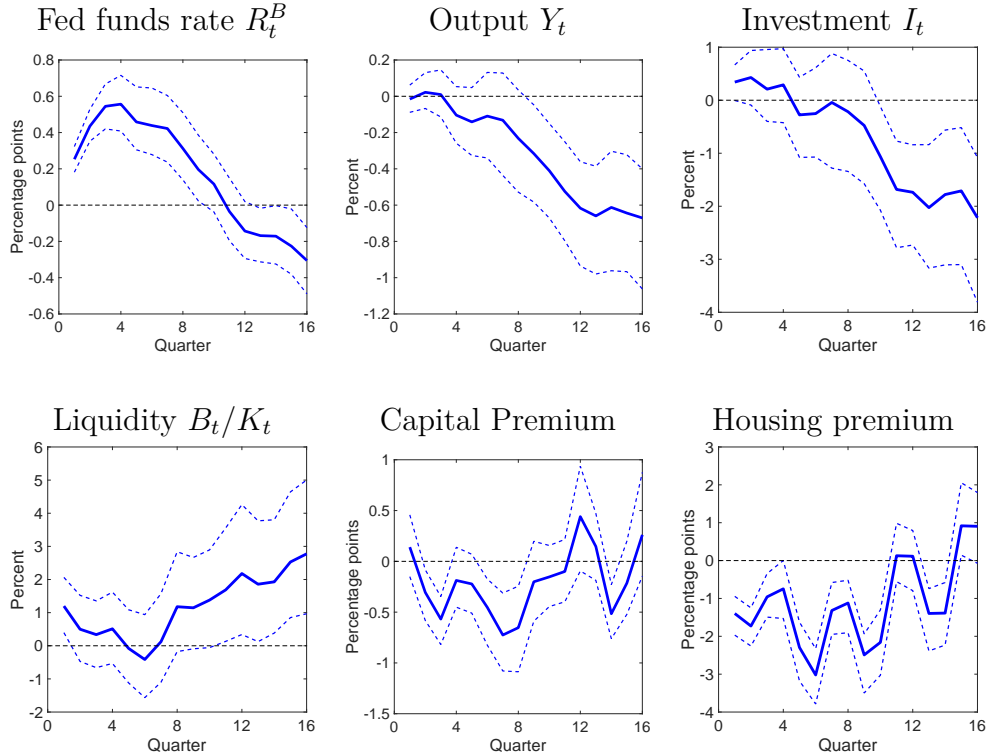 Fed funds rate R_t^B
Output Y_t
Investment I_t
0.8
0.6
0.4
0.2
0
-0.2
-0.4
-0.6
Percentage points
0 4 8 12 16
Quarter
0.2
0
-0.2
-0.4
-0.6
-0.8
-1
-1.2
Percent
0 4 8 12 16
Quarter
1
0
-1
-2
-3
-4
Percent
0 4 8 12 16
Quarter
Liquidity B_t/K_t
Capital Premium
Housing premium
6
5
4
3
2
1
0
-1
-2
Percent
0 4 8 12 16
Quarter
1
0.5
0
-0.5
-1
-1.5
Percentage points
0 4 8 12 16
Quarter
3
2
1
0
-1
-2
-3
-4
Percentage points
0 4 8 12 16
Quarter